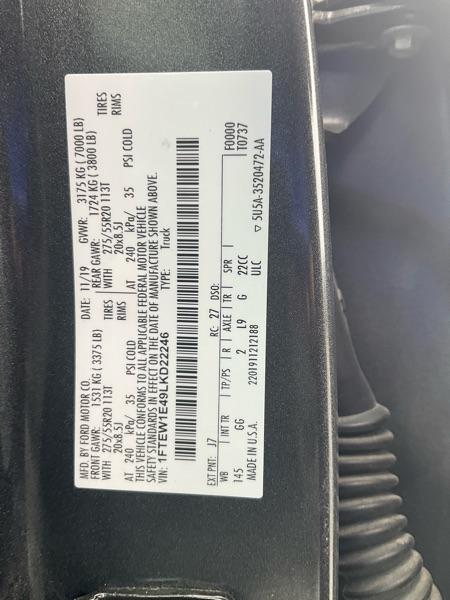 MFD. BY FORD MOTOR CO. DATE: 11/19 GVWR: 3175 KG (7000 LB)
FRONT GAWR: 1531 KG (3375 LB) REAR GAWR: 1724 KG (3800 LB)
WITH 275/55R20 113T TIRES WITH 275/55R20 113T TIRES
20x8.5J RIMS 20x8.5J RIMS
AT 240 kPa/ 35 PSI COLD AT 240 kPa/ 35 PSI COLD
THIS VEHICLE CONFORMS TO ALL APPLICABLE FEDERAL MOTOR VEHICLE
SAFETY STANDARDS IN EFFECT ON THE DATE OF MANUFACTURE SHOWN ABOVE.
VIN: 1FTEW1E49LKD22246 TYPE: Truck
F0000
T0737
EXT PNT: J7 RC: 27 DSO:
WB INT TR TP/PS R AXLE TR SPR
145 GG 2 L9 G 22CC
MADE IN U.S.A. 2201911212188 ULC
▽ 5U5A-3520472-AA